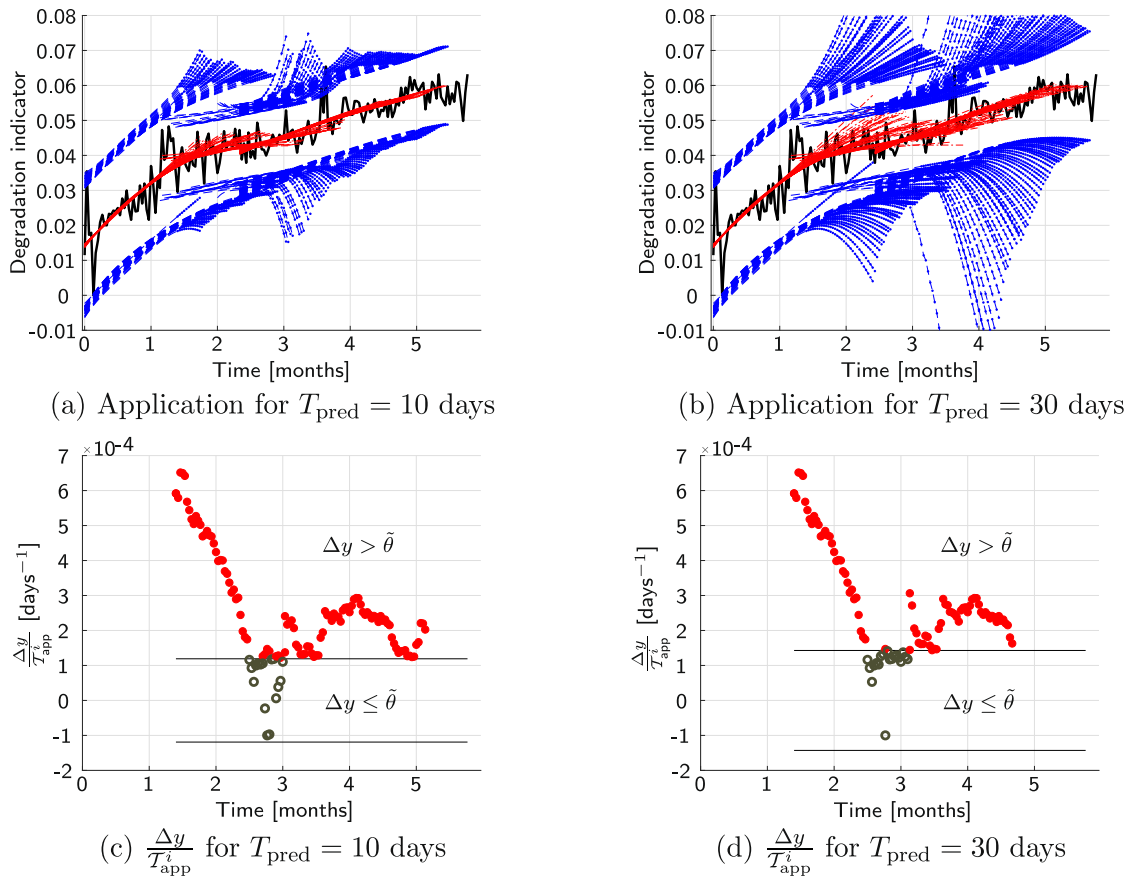 0.08
0.07
0.06
0.05
0.04
0.03
0.02
0.01
0
-0.01
Degradation indicator
0 1 2 3 4 5
Time [months]
(a) Application for T_pred = 10 days
0.08
0.07
0.06
0.05
0.04
0.03
0.02
0.01
0
-0.01
Degradation indicator
0 1 2 3 4 5
Time [months]
(b) Application for T_pred = 30 days
×10⁻⁴
7
6
5
4
3
2
1
0
-1
-2
Δy/𝒯ⁱ_app [days⁻¹]
Δy > θ̃
Δy ≤ θ̃
0 1 2 3 4 5
Time [months]
(c) Δy/𝒯ⁱ_app for T_pred = 10 days
×10⁻⁴
7
6
5
4
3
2
1
0
-1
-2
Δy/𝒯ⁱ_app [days⁻¹]
Δy > θ̃
Δy ≤ θ̃
0 1 2 3 4 5
Time [months]
(d) Δy/𝒯ⁱ_app for T_pred = 30 days